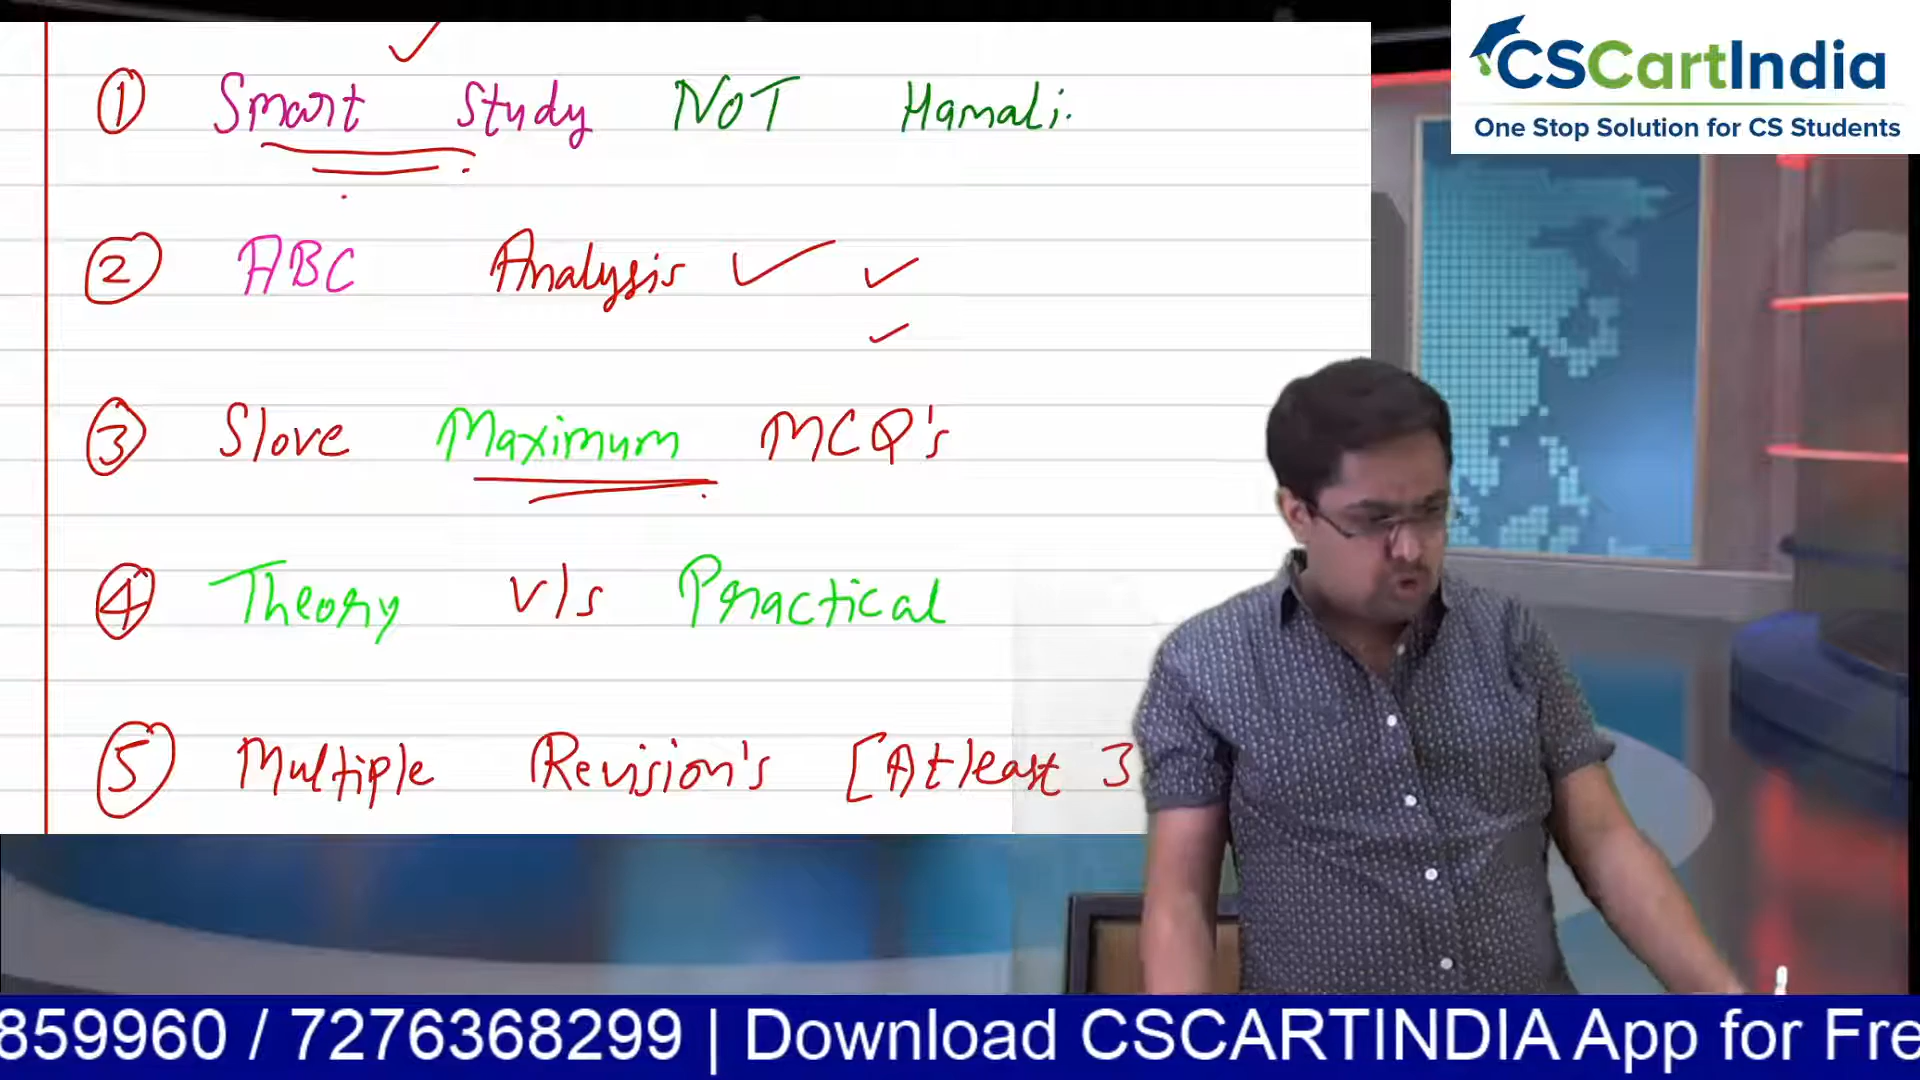 ① Smart Study NOT Hamali.
② ABC Analysis
③ Slove Maximum MCQ's
④ Theory v/s Practical
⑤ Multiple Revision's [Atleast 3
CSCartIndia
One Stop Solution for CS Students
859960 / 7276368299 | Download CSCARTINDIA App for Fre